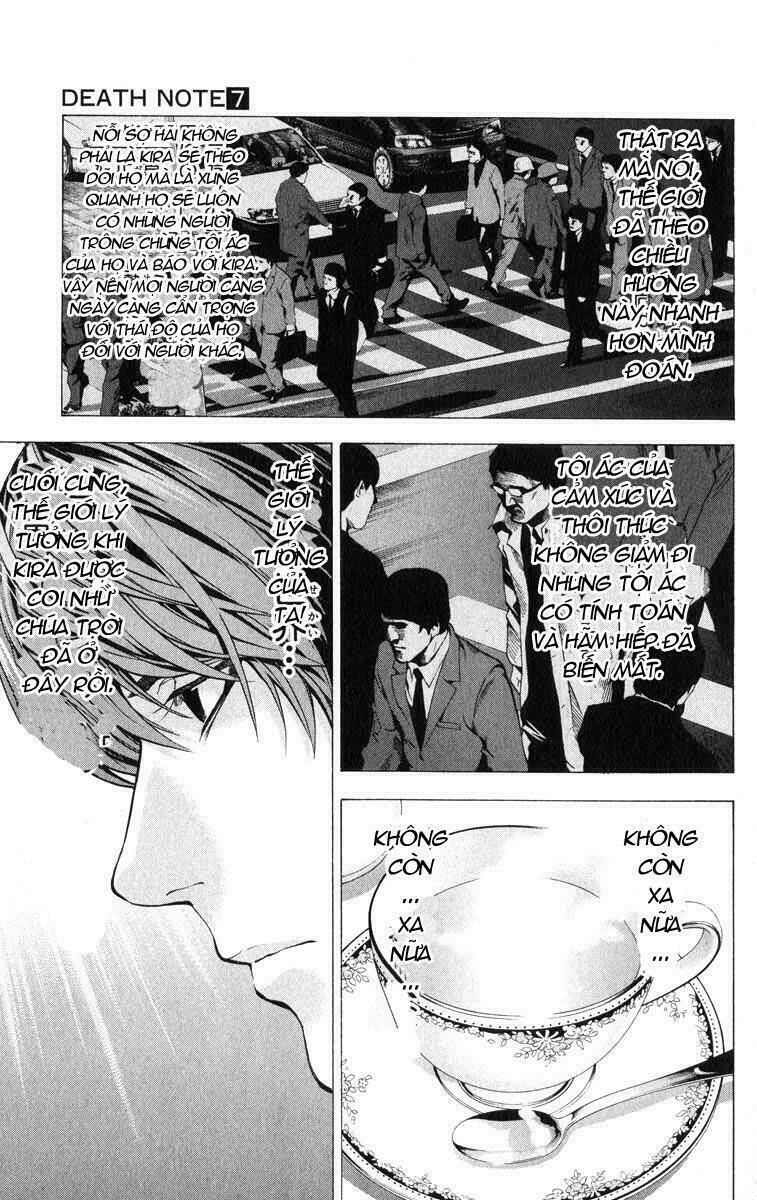 DEATH NOTE 7
THẬT RA
MÀ NÓI,
THẾ GIỚI
ĐÃ THEO
CHIỀU
HƯỚNG
NÀY NHANH
HƠN MÌNH
ĐOÁN.
NỖI SỢ HÃI KHÔNG
PHẢI LÀ KIRA SẼ THEO
DÕI HỌ MÀ LÀ XUNG
QUANH HỌ SẼ LUÔN
CÓ NHỮNG NGƯỜI
TRÔNG CHỪNG TỘI ÁC
CỦA HỌ VÀ BÁO VỚI KIRA.
VẬY NÊN MỌI NGƯỜI CÀNG
NGÀY CÀNG CẨN TRỌNG
VỚI THÁI ĐỘ CỦA HỌ
ĐỐI VỚI NGƯỜI KHÁC.
TỘI ÁC CỦA
CẢM XÚC VÀ
THÔI THÚC
KHÔNG GIẢM ĐI
NHƯNG TỘI ÁC
CÓ TÍNH TOÁN
VÀ HÃM HIẾP ĐÃ
BIẾN MẤT.
THẾ
GIỚI
LÝ
TƯỞNG
CỦA
TA!
...
CUỐI CÙNG,
THẾ GIỚI LÝ
TƯỞNG KHI
KIRA ĐƯỢC
COI NHỪ
CHÚA TRỜI
ĐÃ Ở
ĐÂY RỒI.
KHÔNG
CÒN
XA
NỮA
...
KHÔNG
CÒN
...
XA
NỮA
...